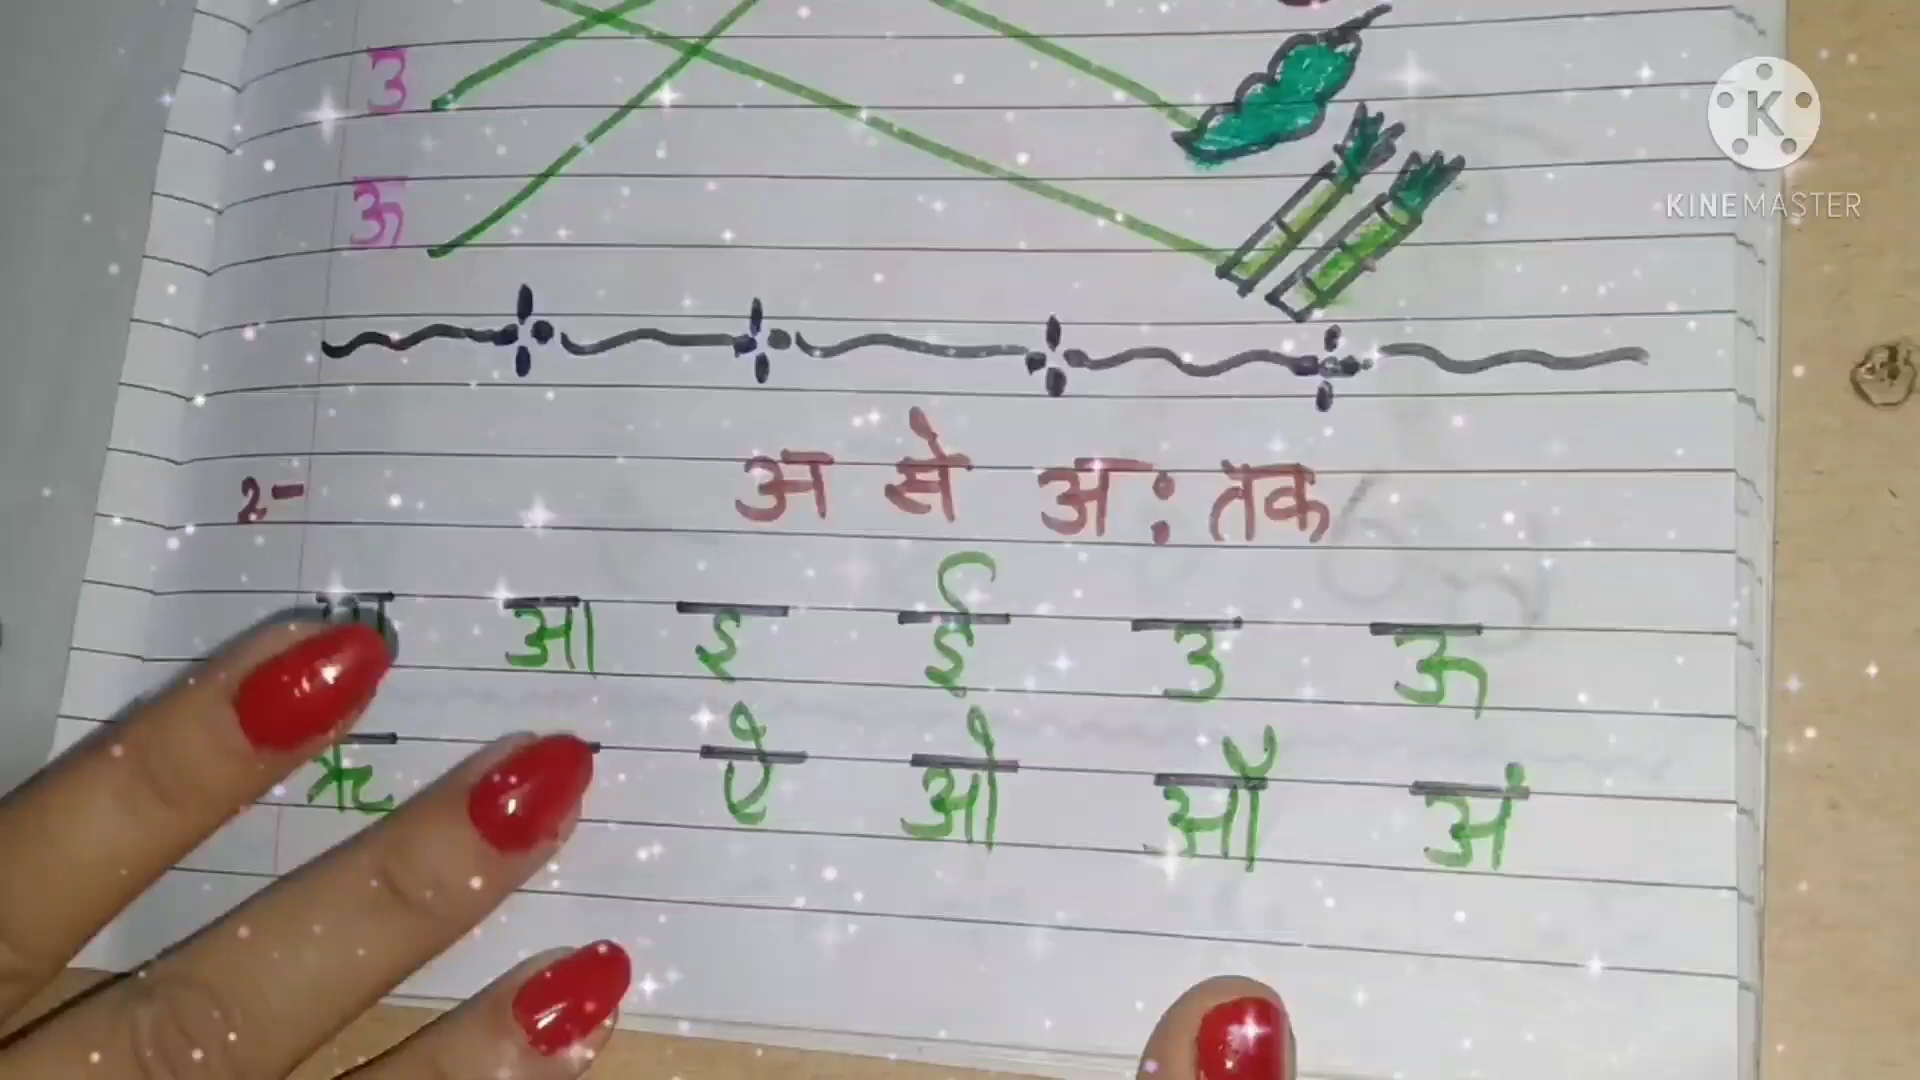 उ
ऊ
KINEMASTER
2- अ से अ: तक
आ इ ई उ ऊ
ऋ ऐ ओ ऑ अं